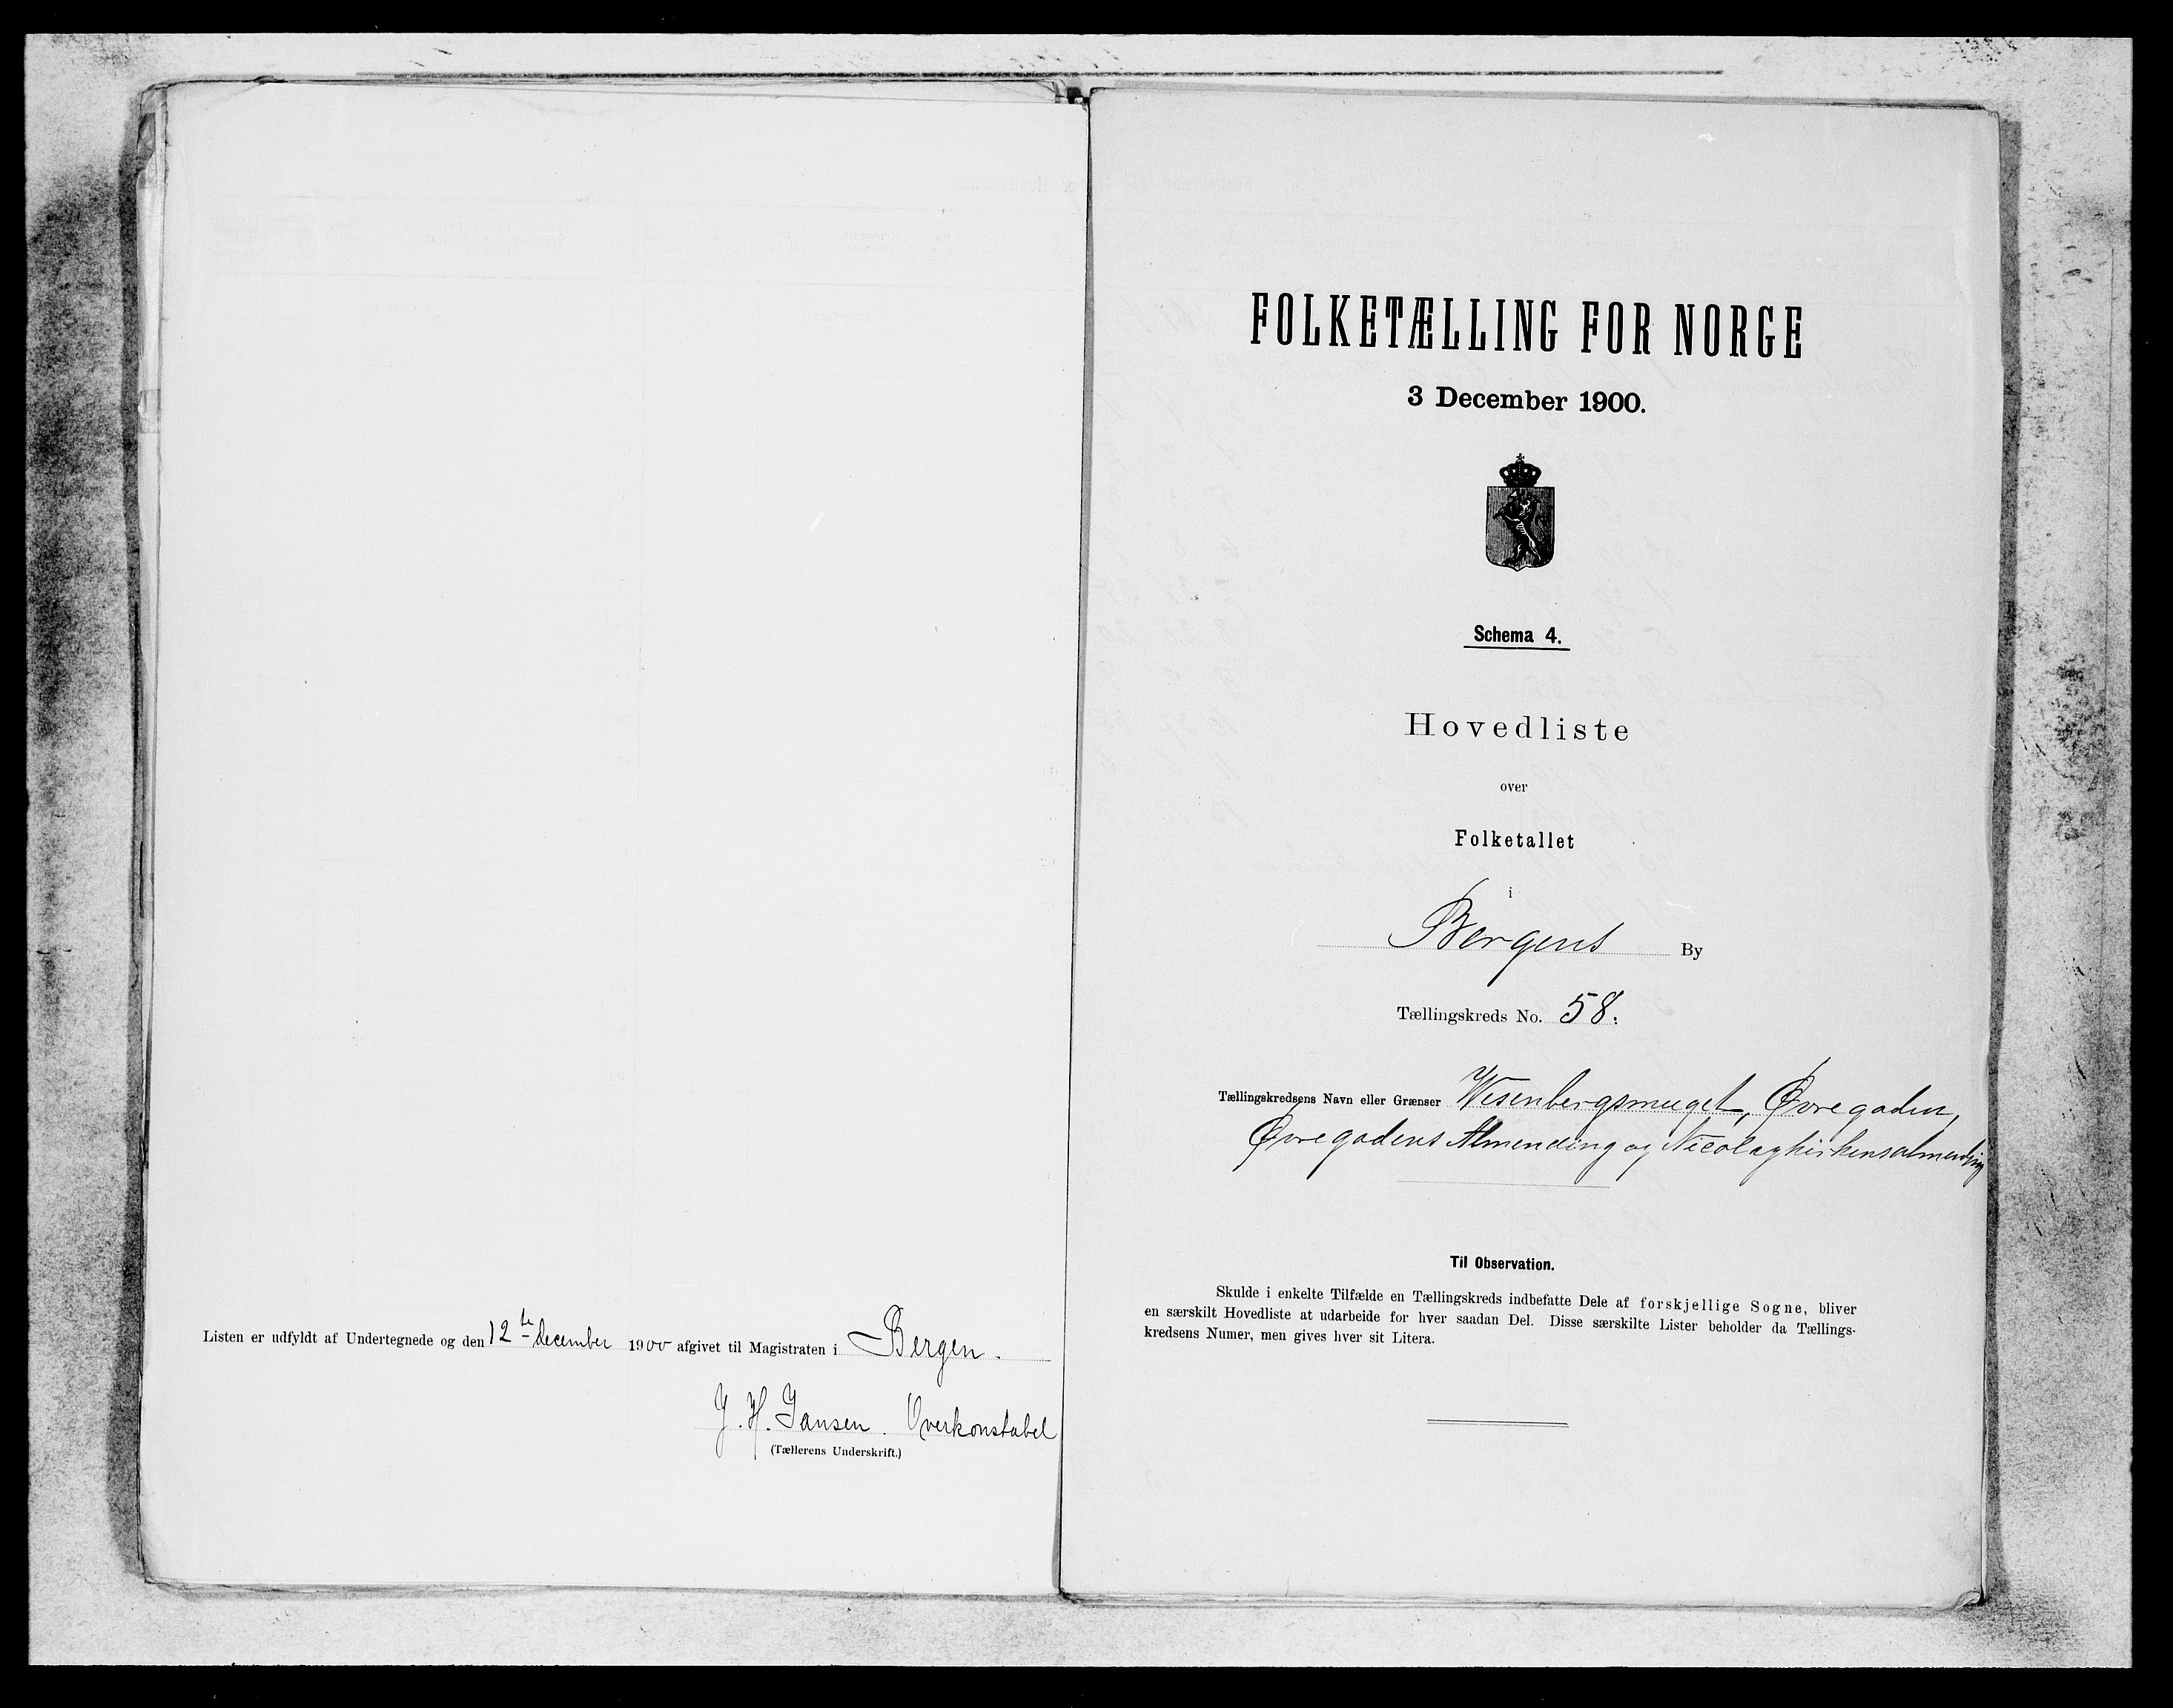 Listen er udfyldt af Undertegnede og den 12te december 1900 afgivet til Magistraten i Bergen.
J. H. Jansen. Overkonstabel
(Tællerens Underskrift.)
FOLKETÆLLING FOR NORGE
3 December 1900.
Schema 4.
Hovedliste
over
Folketallet
i
Bergens By
Tællingskreds No. 58.
Tællingskredsens Navn eller Grænser Wesenbergsmuget, Øvregaden,
Øvregadens Almending og Nicolaykirkensalmending
Til Observation.
Skulde i enkelte Tilfælde en Tællingskreds indbefatte Dele af forskjellige Sogne, bliver
en særskilt Hovedliste at udarbeide for hver saadan Del. Disse særskilte Lister beholder da Tællings-
kredsens Numer, men gives hver sit Litera.